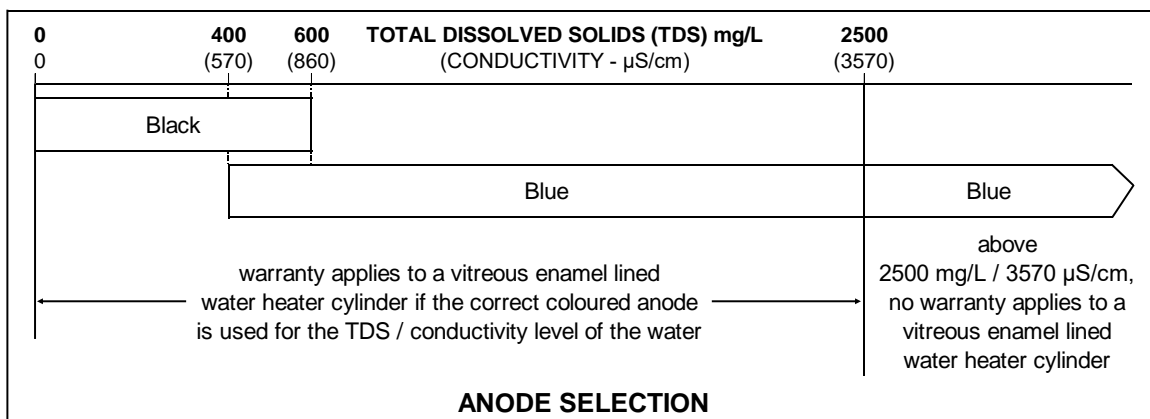 0 400 600 TOTAL DISSOLVED SOLIDS (TDS) mg/L 2500
0 (570) (860) (CONDUCTIVITY - µS/cm) (3570)
Black
Blue Blue
warranty applies to a vitreous enamel lined
water heater cylinder if the correct coloured anode
is used for the TDS / conductivity level of the water
above
2500 mg/L / 3570 µS/cm,
no warranty applies to a
vitreous enamel lined
water heater cylinder
ANODE SELECTION